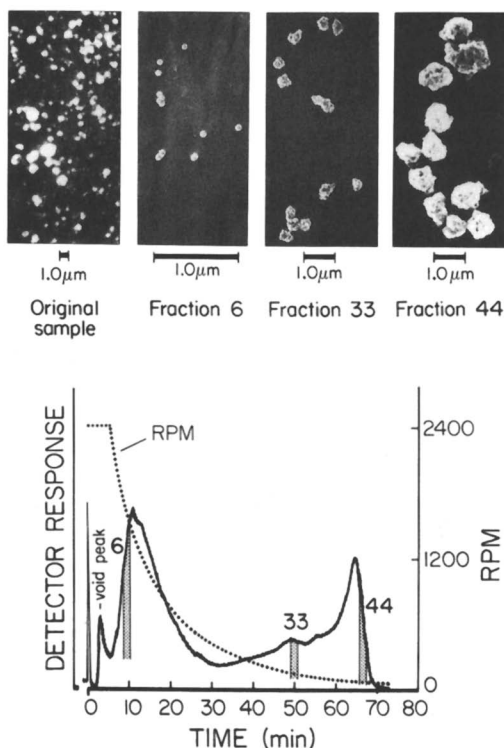 1.0μm
1.0μm
1.0μm
1.0μm
Original sample
Fraction 6
Fraction 33
Fraction 44
DETECTOR RESPONSE
RPM
void peak
6
33
44
2400
1200
0
RPM
0 10 20 30 40 50 60 70 80
TIME (min)